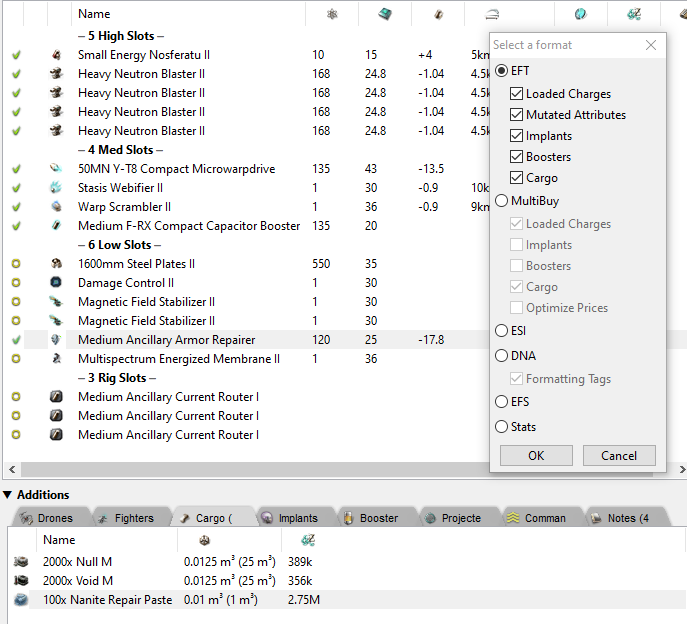 Name
– 5 High Slots –
Small Energy Nosferatu II 10 15 +4 5km
Heavy Neutron Blaster II 168 24.8 -1.04 4.5k
Heavy Neutron Blaster II 168 24.8 -1.04 4.5k
Heavy Neutron Blaster II 168 24.8 -1.04 4.5k
Heavy Neutron Blaster II 168 24.8 -1.04 4.5k
– 4 Med Slots –
50MN Y-T8 Compact Microwarpdrive 135 43 -13.5
Stasis Webifier II 1 30 -0.9 10k
Warp Scrambler II 1 36 -0.9 9km
Medium F-RX Compact Capacitor Booster 135 20
– 6 Low Slots –
1600mm Steel Plates II 550 35
Damage Control II 1 30
Magnetic Field Stabilizer II 1 30
Magnetic Field Stabilizer II 1 30
Medium Ancillary Armor Repairer 120 25 -17.8
Multispectrum Energized Membrane II 1 36
– 3 Rig Slots –
Medium Ancillary Current Router I
Medium Ancillary Current Router I
Medium Ancillary Current Router I
Select a format
EFT
Loaded Charges
Mutated Attributes
Implants
Boosters
Cargo
MultiBuy
Loaded Charges
Implants
Boosters
Cargo
Optimize Prices
ESI
DNA
Formatting Tags
EFS
Stats
OK Cancel
Additions
Drones Fighters Cargo ( Implants Booster Projecte Comman Notes (4
Name
2000x Null M 0.0125 m³ (25 m³) 389k
2000x Void M 0.0125 m³ (25 m³) 356k
100x Nanite Repair Paste 0.01 m³ (1 m³) 2.75M